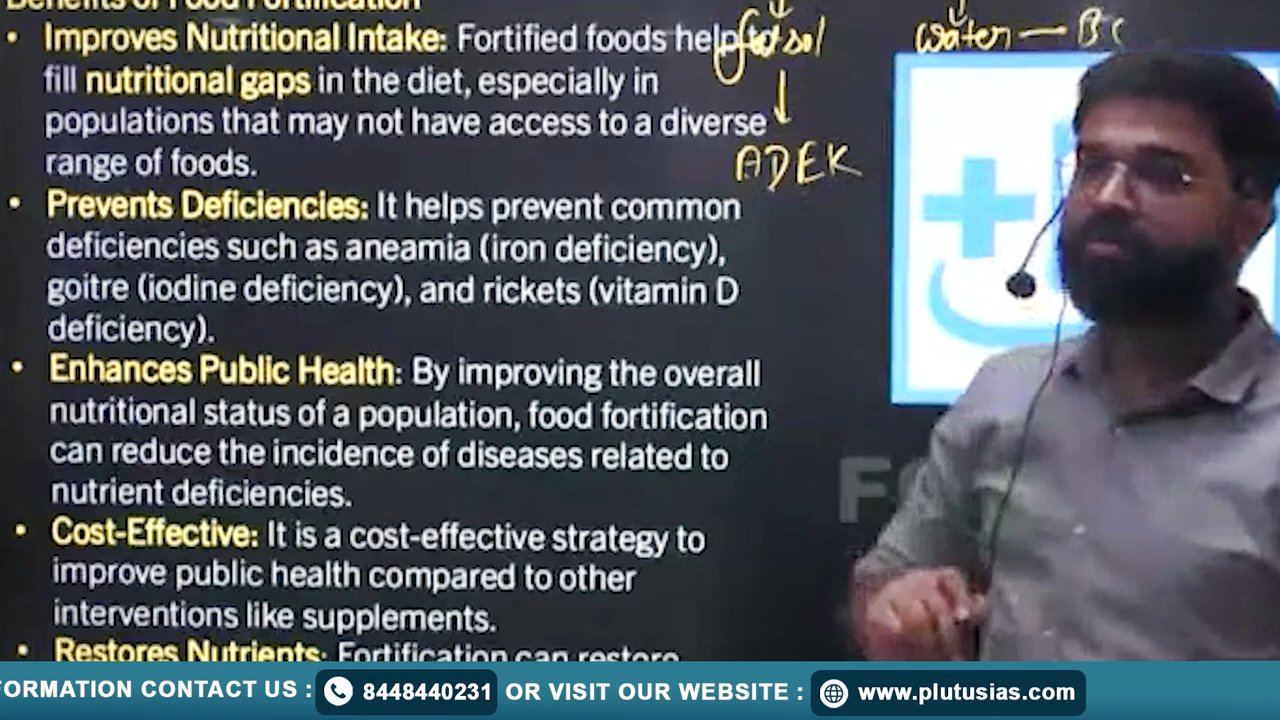 Benefits of Food Fortification
• Improves Nutritional Intake: Fortified foods help to
fill nutritional gaps in the diet, especially in
populations that may not have access to a diverse
range of foods.
• Prevents Deficiencies: It helps prevent common
deficiencies such as aneamia (iron deficiency),
goitre (iodine deficiency), and rickets (vitamin D
deficiency).
• Enhances Public Health: By improving the overall
nutritional status of a population, food fortification
can reduce the incidence of diseases related to
nutrient deficiencies.
• Cost-Effective: It is a cost-effective strategy to
improve public health compared to other
interventions like supplements.
• Restores Nutrients: Fortification can restore
sol
ADEK
water — BC
FORMATION CONTACT US : 8448440231 OR VISIT OUR WEBSITE : www.plutusias.com